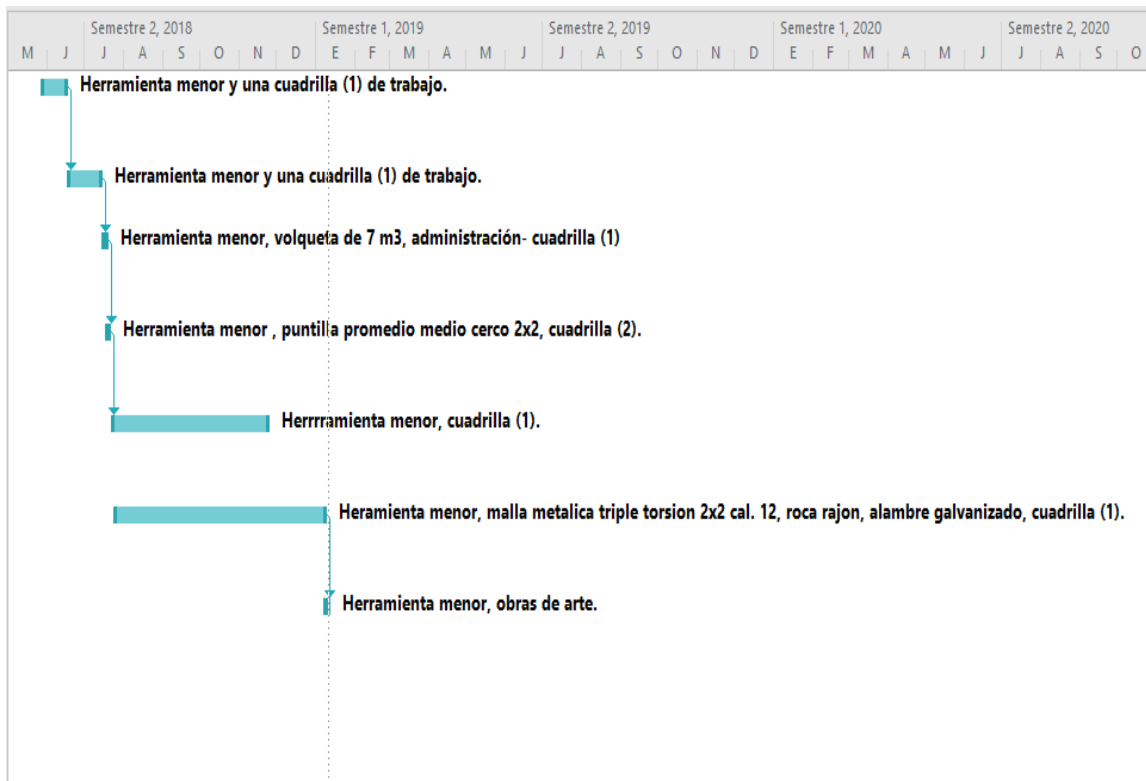 Semestre 2, 2018 Semestre 1, 2019 Semestre 2, 2019 Semestre 1, 2020 Semestre 2, 2020
M J J A S O N D E F M A M J J A S O N D E F M A M J J A S O
Herramienta menor y una cuadrilla (1) de trabajo.
Herramienta menor y una cuadrilla (1) de trabajo.
Herramienta menor, volqueta de 7 m3, administración- cuadrilla (1)
Herramienta menor , puntilla promedio medio cerco 2x2, cuadrilla (2).
Herrrramienta menor, cuadrilla (1).
Heramienta menor, malla metalica triple torsion 2x2 cal. 12, roca rajon, alambre galvanizado, cuadrilla (1).
Herramienta menor, obras de arte.